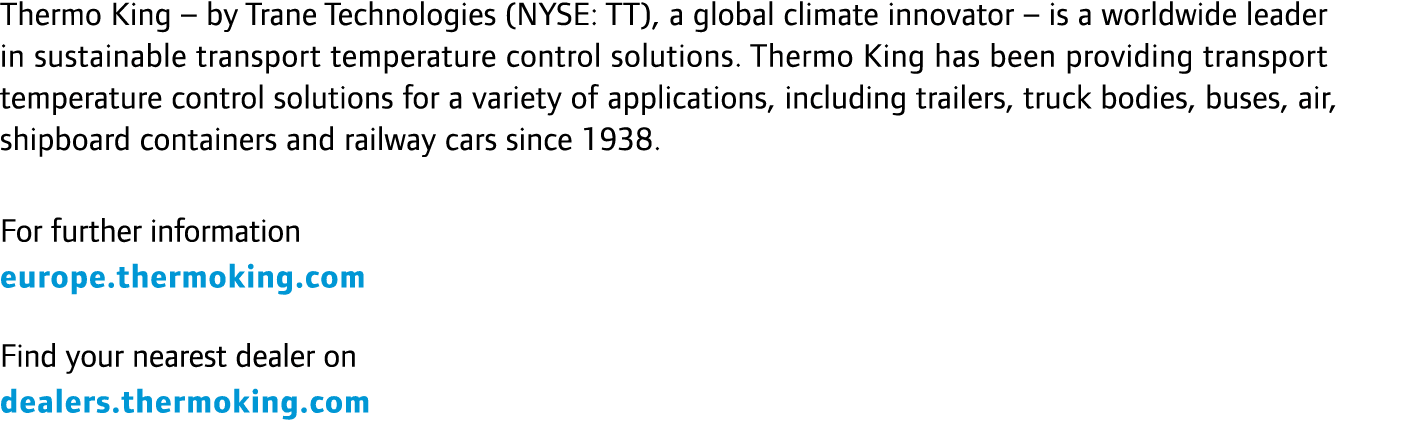 Thermo King – by Trane Technologies (NYSE: TT), a global climate innovator – is a worldwide leader
in sustainable transport temperature control solutions. Thermo King has been providing transport
temperature control solutions for a variety of applications, including trailers, truck bodies, buses, air,
shipboard containers and railway cars since 1938.
For further information
europe.thermoking.com
Find your nearest dealer on
dealers.thermoking.com